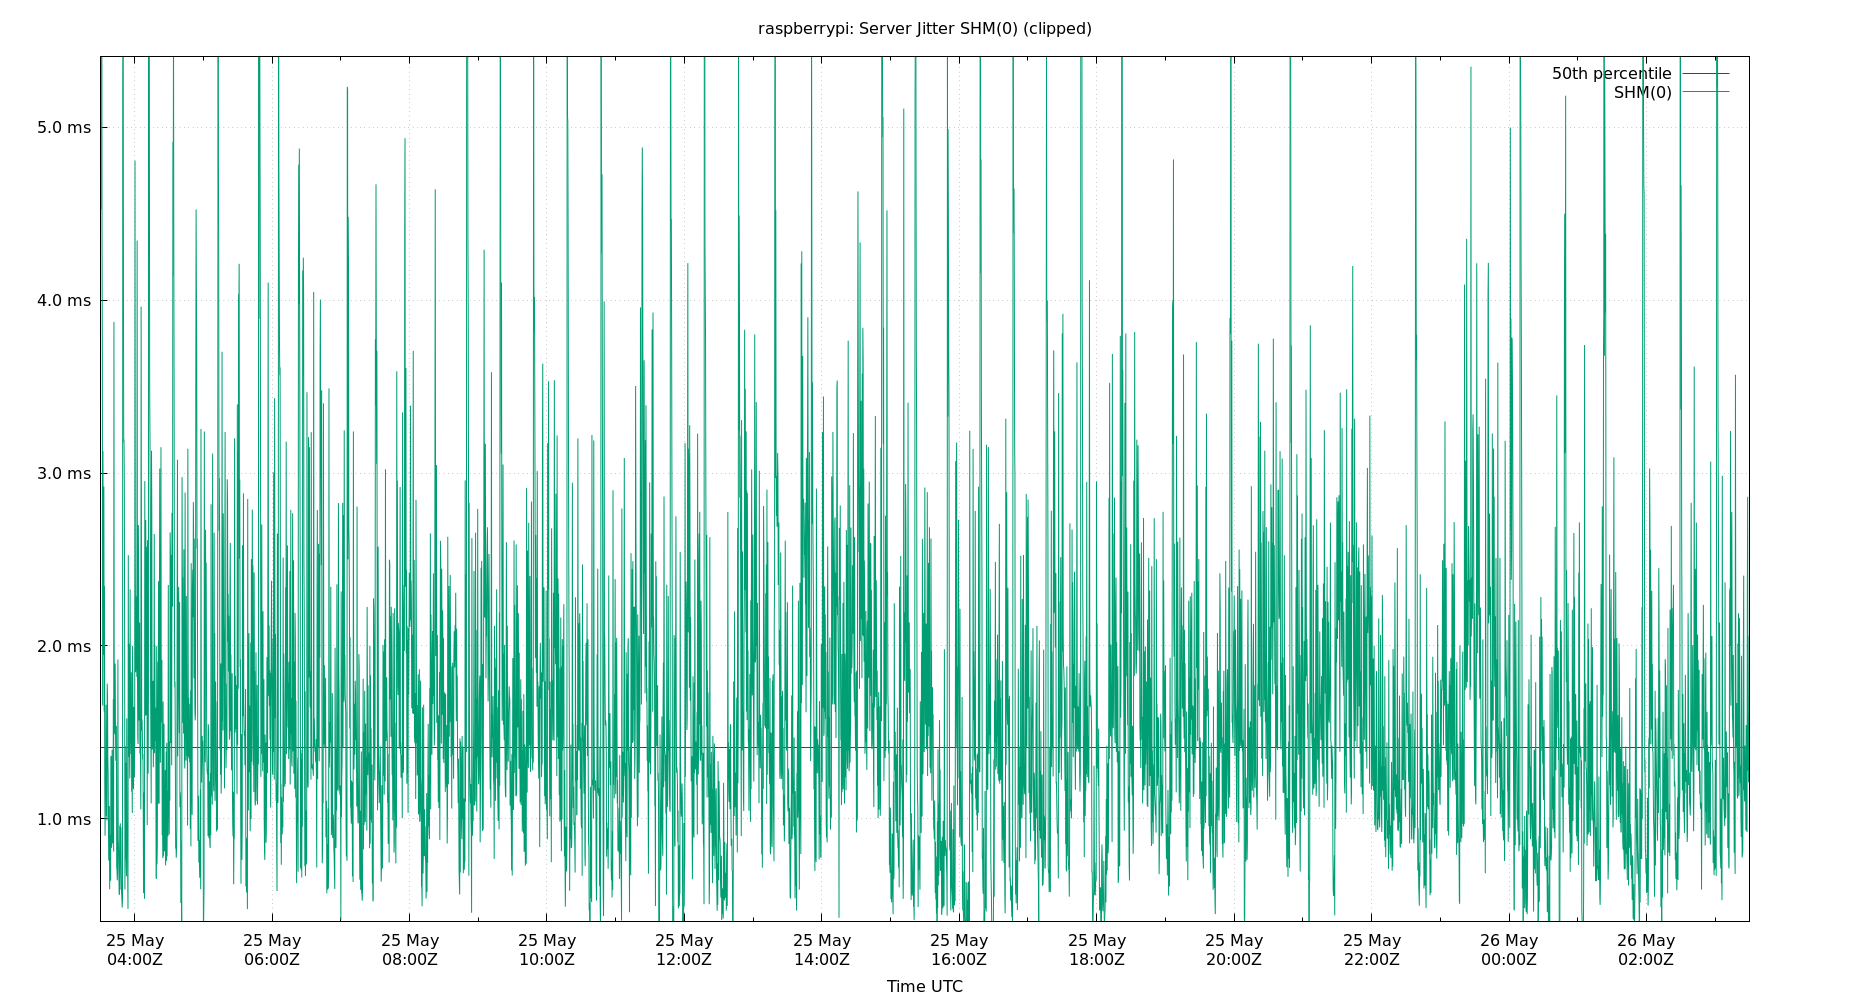 raspberrypi: Server Jitter SHM(0) (clipped)
50th percentile
SHM(0)
5.0 ms
4.0 ms
3.0 ms
2.0 ms
1.0 ms
25 May 25 May 25 May 25 May 25 May 25 May 25 May 25 May 25 May 25 May 26 May 26 May
04:00Z 06:00Z 08:00Z 10:00Z 12:00Z 14:00Z 16:00Z 18:00Z 20:00Z 22:00Z 00:00Z 02:00Z
Time UTC